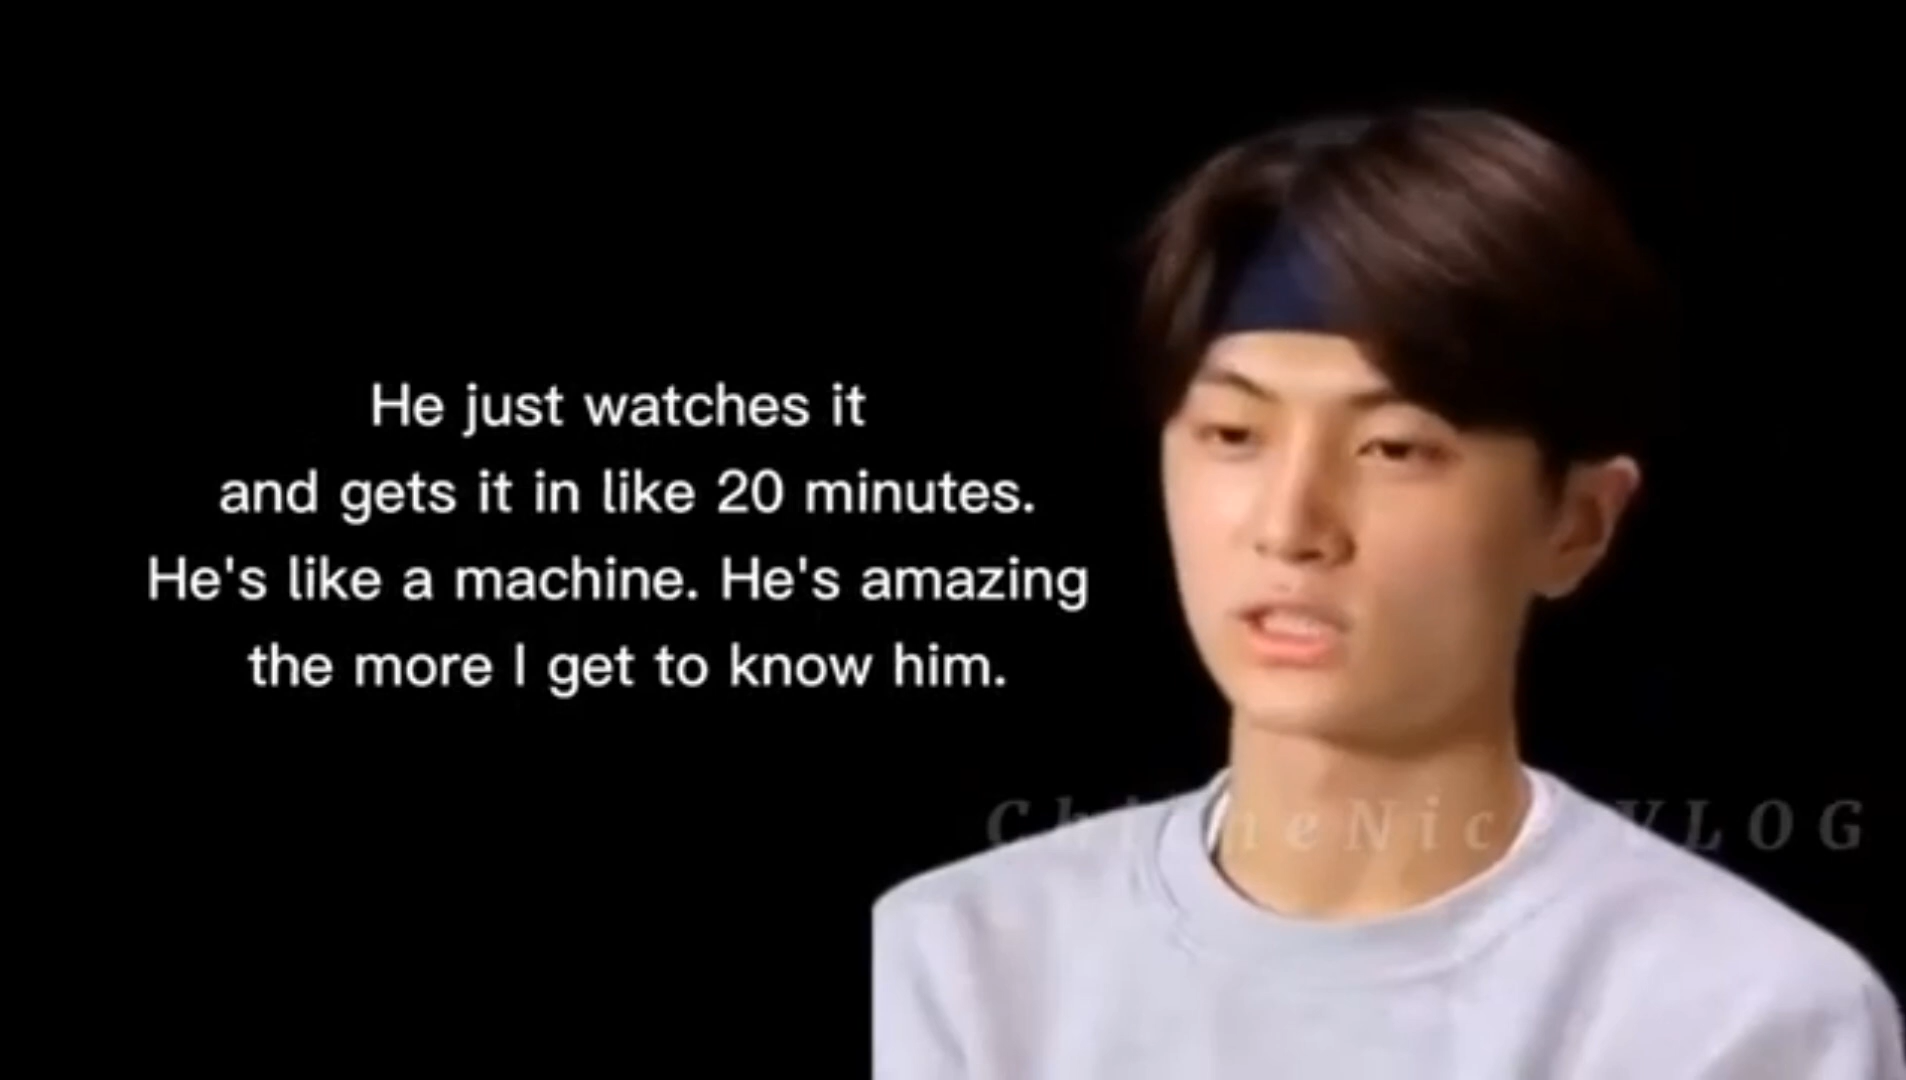 He just watches it
and gets it in like 20 minutes.
He's like a machine. He's amazing
the more I get to know him.
VLOG